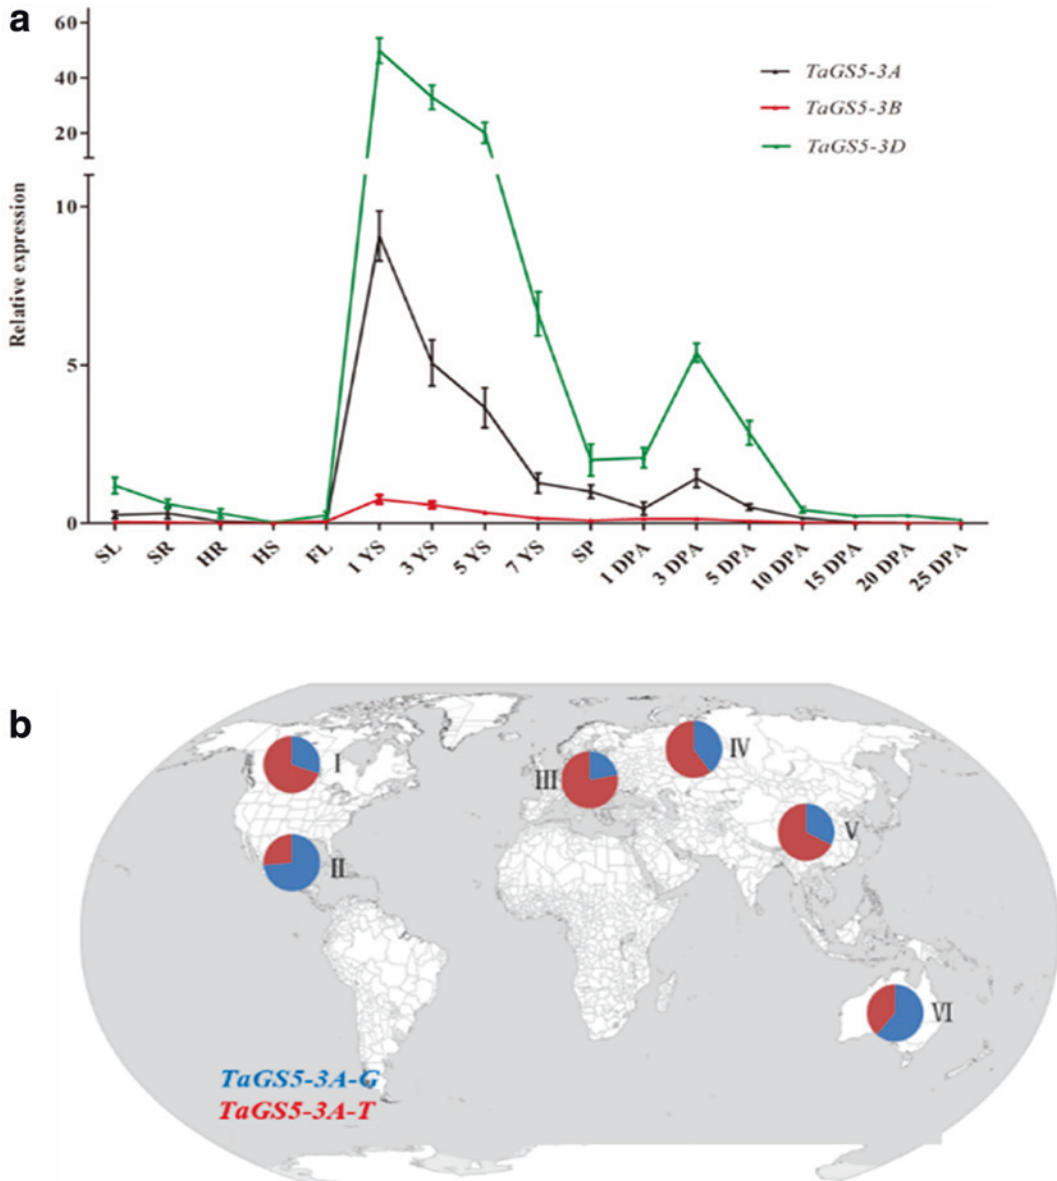 a
60
40
20
10
5
0
Relative expression
TaGS5-3A
TaGS5-3B
TaGS5-3D
SL SR HR HS FL 1 YS 3 YS 5 YS 7 YS SP 1 DPA 3 DPA 5 DPA 10 DPA 15 DPA 20 DPA 25 DPA
b
I
II
III
IV
V
VI
TaGS5-3A-G
TaGS5-3A-T